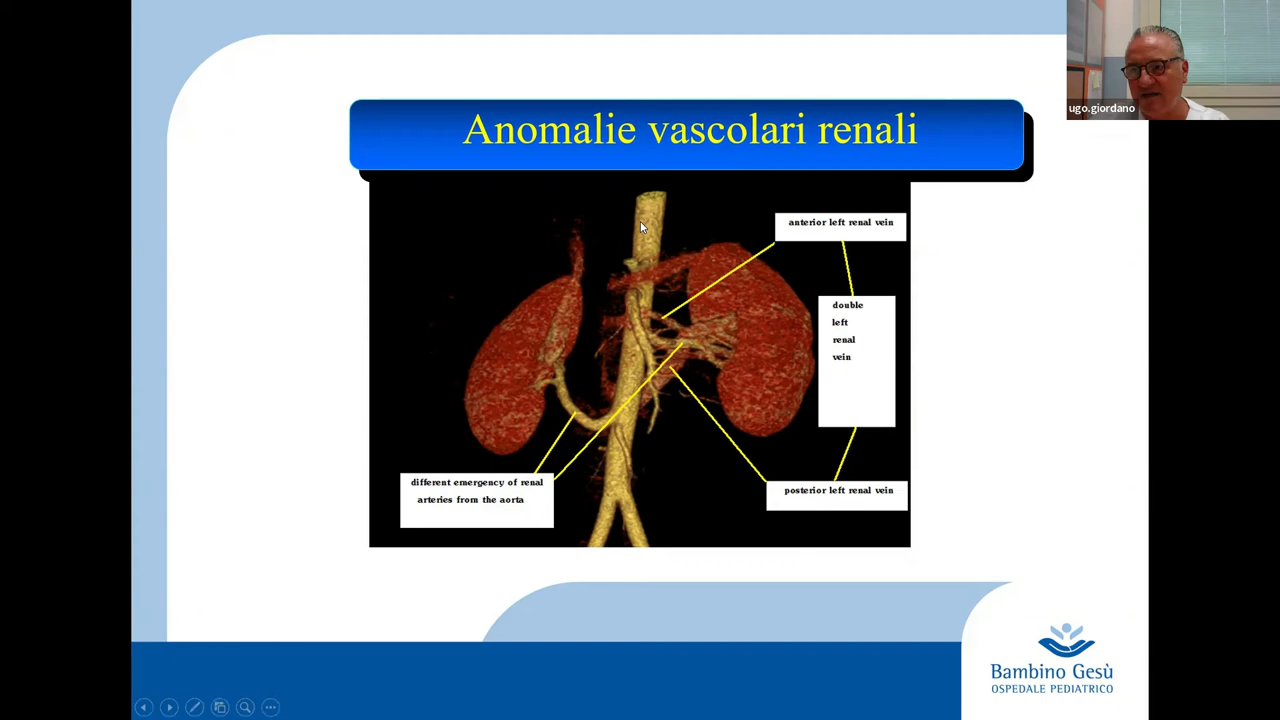 ugo.giordano
Anomalie vascolari renali
anterior left renal vein
double
left
renal
vein
different emergency of renal
arteries from the aorta
posterior left renal vein
Bambino Gesù
OSPEDALE PEDIATRICO